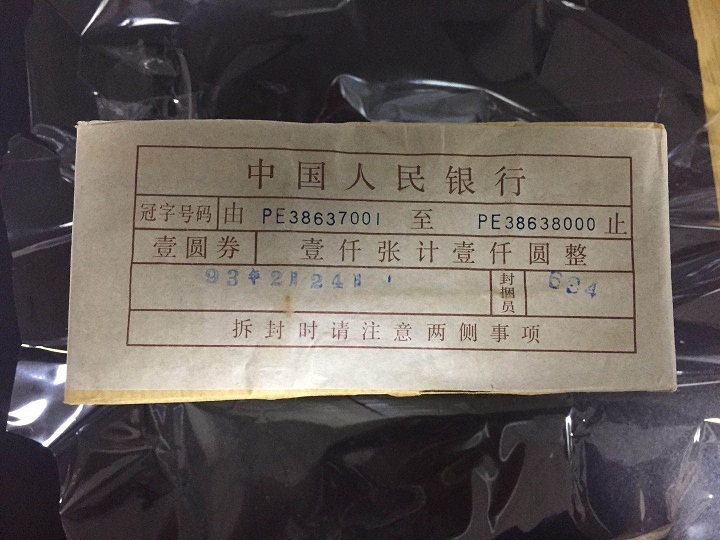 中国人民银行
冠字号码 由 PE38637001 至 PE38638000 止
壹圆券 壹仟张计壹仟圆整
93年2月24日 封捆员 634
拆封时请注意两侧事项